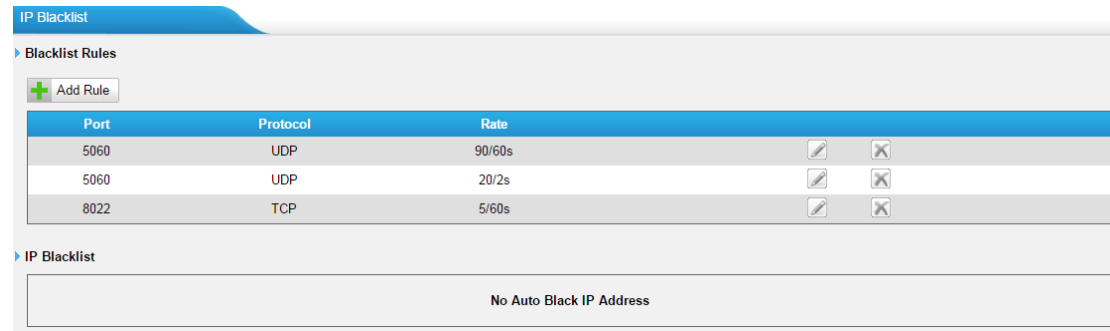 IP Blacklist
Blacklist Rules
Add Rule
Port Protocol Rate
5060 UDP 90/60s
5060 UDP 20/2s
8022 TCP 5/60s
IP Blacklist
No Auto Black IP Address